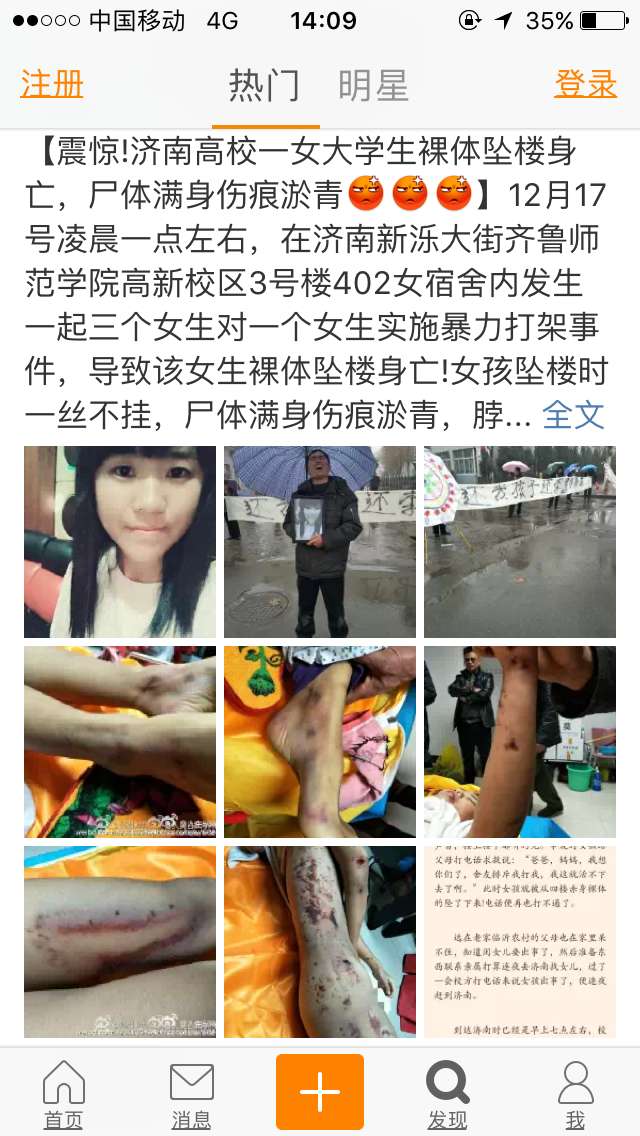 中国移动 4G 14:09 35%
注册 热门 明星 登录
【震惊!济南高校一女大学生裸体坠楼身
亡，尸体满身伤痕淤青】12月17
号凌晨一点左右，在济南新泺大街齐鲁师
范学院高新校区3号楼402女宿舍内发生
一起三个女生对一个女生实施暴力打架事
件，导致该女生裸体坠楼身亡!女孩坠楼时
一丝不挂，尸体满身伤痕淤青，脖... 全文
还
还我孩子还
父母打电话求救说：“爸爸，妈妈，我想
你们了，舍友排斥我打我，我这就活不下
去了啊。”此时女孩就被从四楼赤身裸体
的坠了下来!电话便再也打不通了。
远在老家临沂农村的父母也在家里呆
不住，知道闺女要出事了，然后准备东
西联系亲属打算连夜去济南找女儿，过了
一会校方打电话来说女孩出事了，便连夜
赶到济南。
到达济南时已经是早上七点左右，校
首页 消息 发现 我